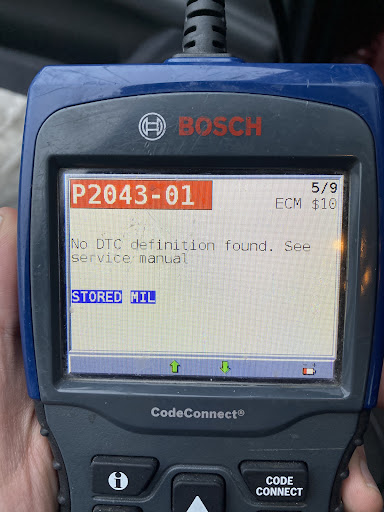 BOSCH
P2043-01
5/9
ECM $10
No DTC definition found. See
service manual
STORED MIL
CodeConnect®
i
CODE
CONNECT